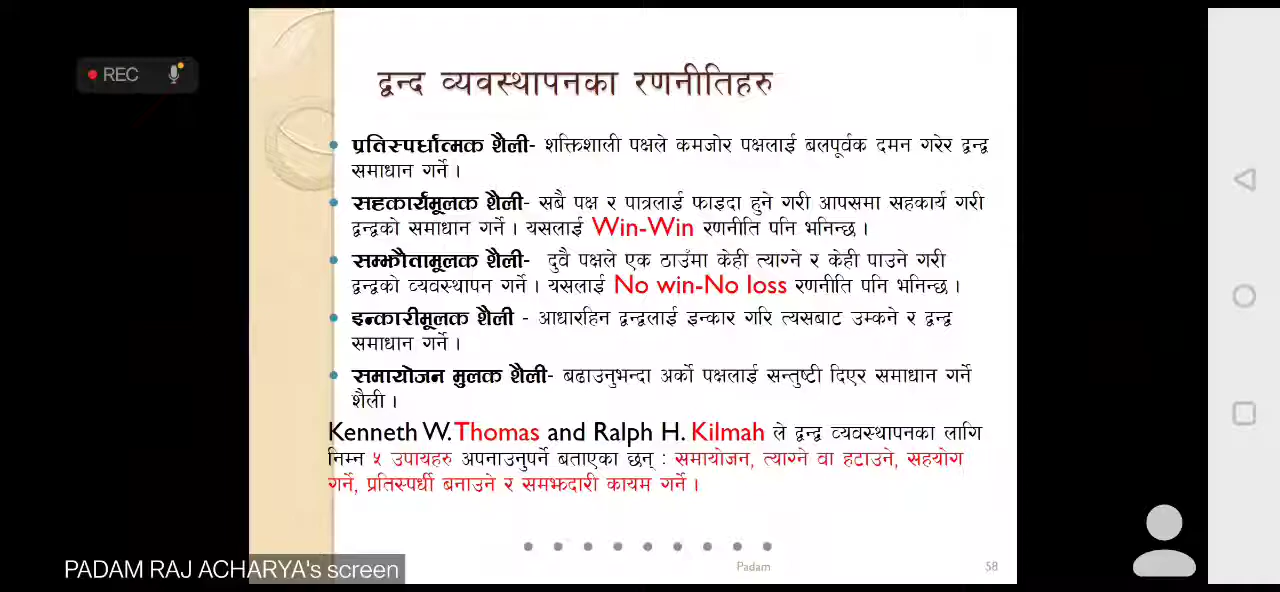 REC
द्वन्द व्यवस्थापनका रणनीतिहरु
प्रतिस्पर्धात्मक शैली- शक्तिशाली पक्षले कमजोर पक्षलाई बलपूर्वक दमन गरेर द्वन्द्व
समाधान गर्ने ।
सहकार्यमूलक शैली- सबै पक्ष र पात्रलाई फाइदा हुने गरी आपसमा सहकार्य गरी
द्वन्द्वको समाधान गर्ने । यसलाई Win-Win रणनीति पनि भनिन्छ ।
सम्झौतामूलक शैली- दुवै पक्षले एक ठाउँमा केही त्याग्ने र केही पाउने गरी
द्वन्द्वको व्यवस्थापन गर्ने । यसलाई No win-No loss रणनीति पनि भनिन्छ ।
इन्कारीमूलक शैली - आधारहिन द्वन्द्वलाई इन्कार गरि त्यसबाट उम्कने र द्वन्द्व
समाधान गर्ने ।
समायोजन मुलक शैली- बढाउनुभन्दा अर्को पक्षलाई सन्तुष्टी दिएर समाधान गर्ने
शैली ।
Kenneth W. Thomas and Ralph H. Kilmah ले द्वन्द्व व्यवस्थापनका लागि
निम्न ५ उपायहरु अपनाउनुपर्ने बताएका छन् : समायोजन, त्याग्ने वा हटाउने, सहयोग
गर्ने, प्रतिस्पर्धी बनाउने र समझदारी कायम गर्ने ।
Padam
58
PADAM RAJ ACHARYA's screen